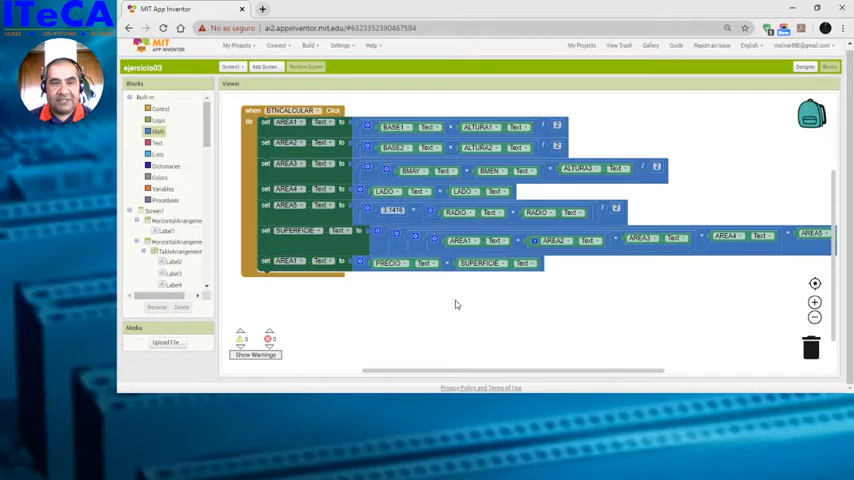 ITeCA
MIT App Inventor
ai2.appinventor.mit.edu/#6323352390467584
No es seguro
MIT
APP INVENTOR
My Projects
Connect
Build
Settings
Help
My Projects
View Trash
Gallery
Guide
Report an Issue
English
ejercicio03
Screen1
Add Screen ...
Remove Screen
Designer
Blocks
Blocks
Viewer
Built-in
Control
Logic
Math
Text
Lists
Dictionaries
Colors
Variables
Procedures
Screen1
HorizontalArrangeme
Label1
HorizontalArrangeme
TableArrangement
Label2
Label3
Label4
Rename
Delete
Media
Upload File ...
when BTNCALCULAR .Click
do set AREA1 . Text to BASE1 . Text × ALTURA1 . Text / 2
set AREA2 . Text to BASE2 . Text × ALTURA2 . Text / 2
set AREA3 . Text to BMAY . Text + BMEN . Text × ALTURA3 . Text / 2
set AREA4 . Text to LADO . Text × LADO . Text
set AREA5 . Text to 3.1416 × RADIO . Text × RADIO . Text / 2
set SUPERFICIE . Text to AREA1 . Text + AREA2 . Text + AREA3 . Text + AREA4 . Text + AREA5
set AREA1 . Text to PRECIO . Text × SUPERFICIE . Text
0
0
Show Warnings
Privacy Policy and Terms of Use